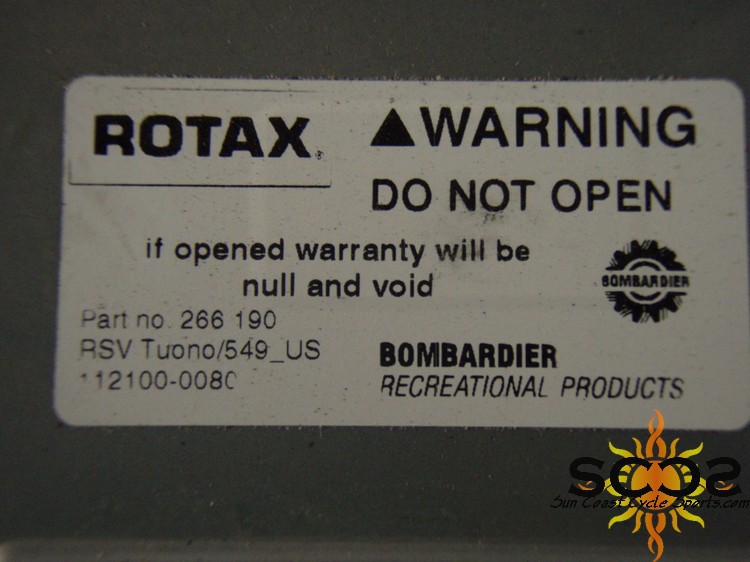 ROTAX
▲WARNING
DO NOT OPEN
if opened warranty will be
null and void
BOMBARDIER
Part no. 266 190
RSV Tuono/549_US
112100-0080
BOMBARDIER
RECREATIONAL PRODUCTS
SCCS
Sun Coast Cycle Sports.com